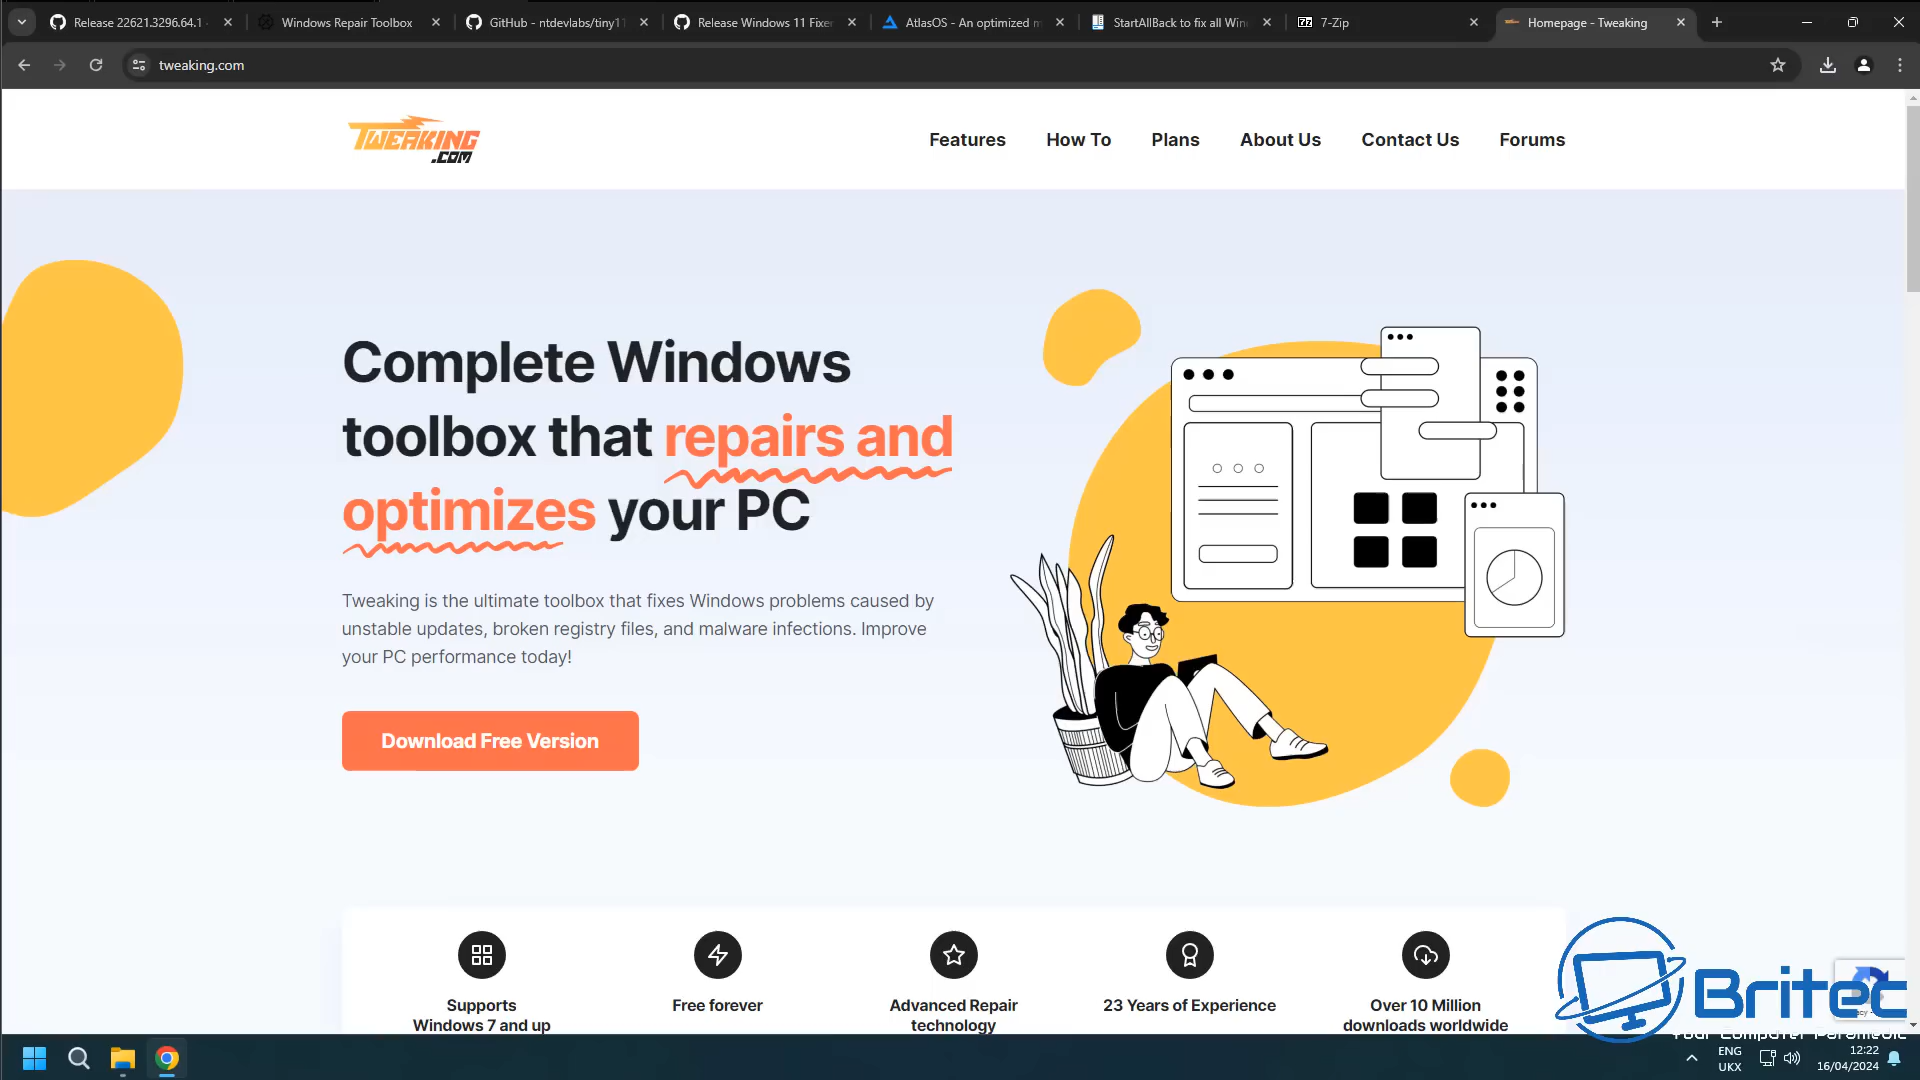 Release 22621.3296.64.1
Windows Repair Toolbox
GitHub - ntdevlabs/tiny11
Release Windows 11 Fixer
AtlasOS - An optimized m
StartAllBack to fix all Win
7-Zip
Homepage - Tweaking
tweaking.com
TWEAKING
.COM
Features
How To
Plans
About Us
Contact Us
Forums
Complete Windows
toolbox that repairs and
optimizes your PC
Tweaking is the ultimate toolbox that fixes Windows problems caused by
unstable updates, broken registry files, and malware infections. Improve
your PC performance today!
Download Free Version
Supports
Windows 7 and up
Free forever
Advanced Repair
technology
23 Years of Experience
Over 10 Million
downloads worldwide
Britec
Your Computer Paramedic
ENG
UKX
12:22
16/04/2024